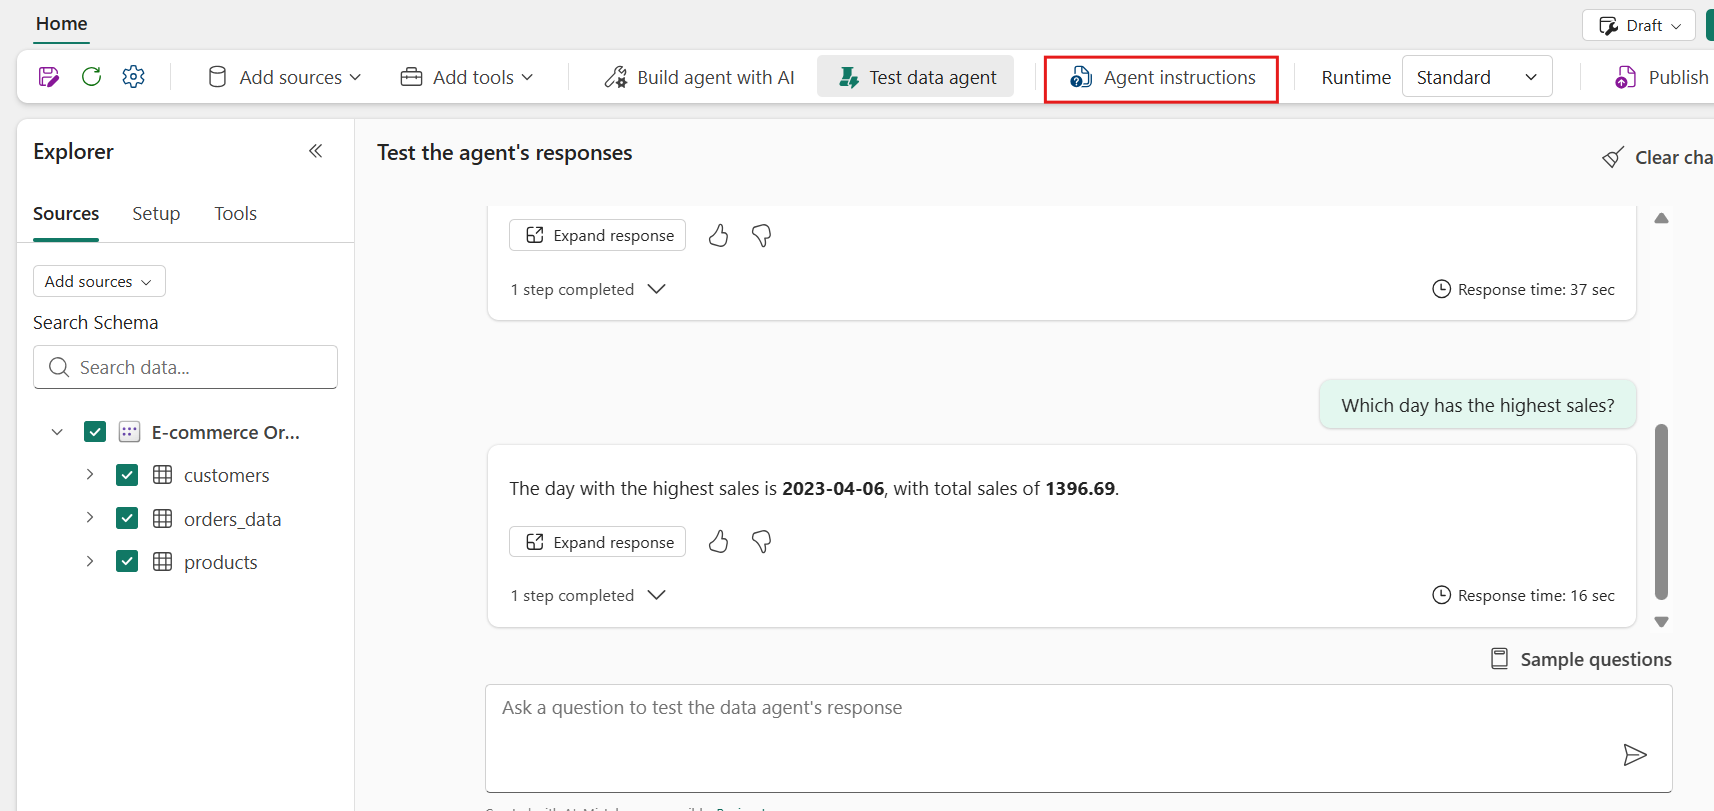 Home
Draft
Add sources
Add tools
Build agent with AI
Test data agent
Agent instructions
Runtime
Standard
Publish
Explorer
Test the agent's responses
Clear cha
Sources
Setup
Tools
Expand response
Add sources
1 step completed
Response time: 37 sec
Search Schema
Search data...
Which day has the highest sales?
E-commerce Or...
customers
The day with the highest sales is 2023-04-06, with total sales of 1396.69.
orders_data
Expand response
products
1 step completed
Response time: 16 sec
Sample questions
Ask a question to test the data agent's response